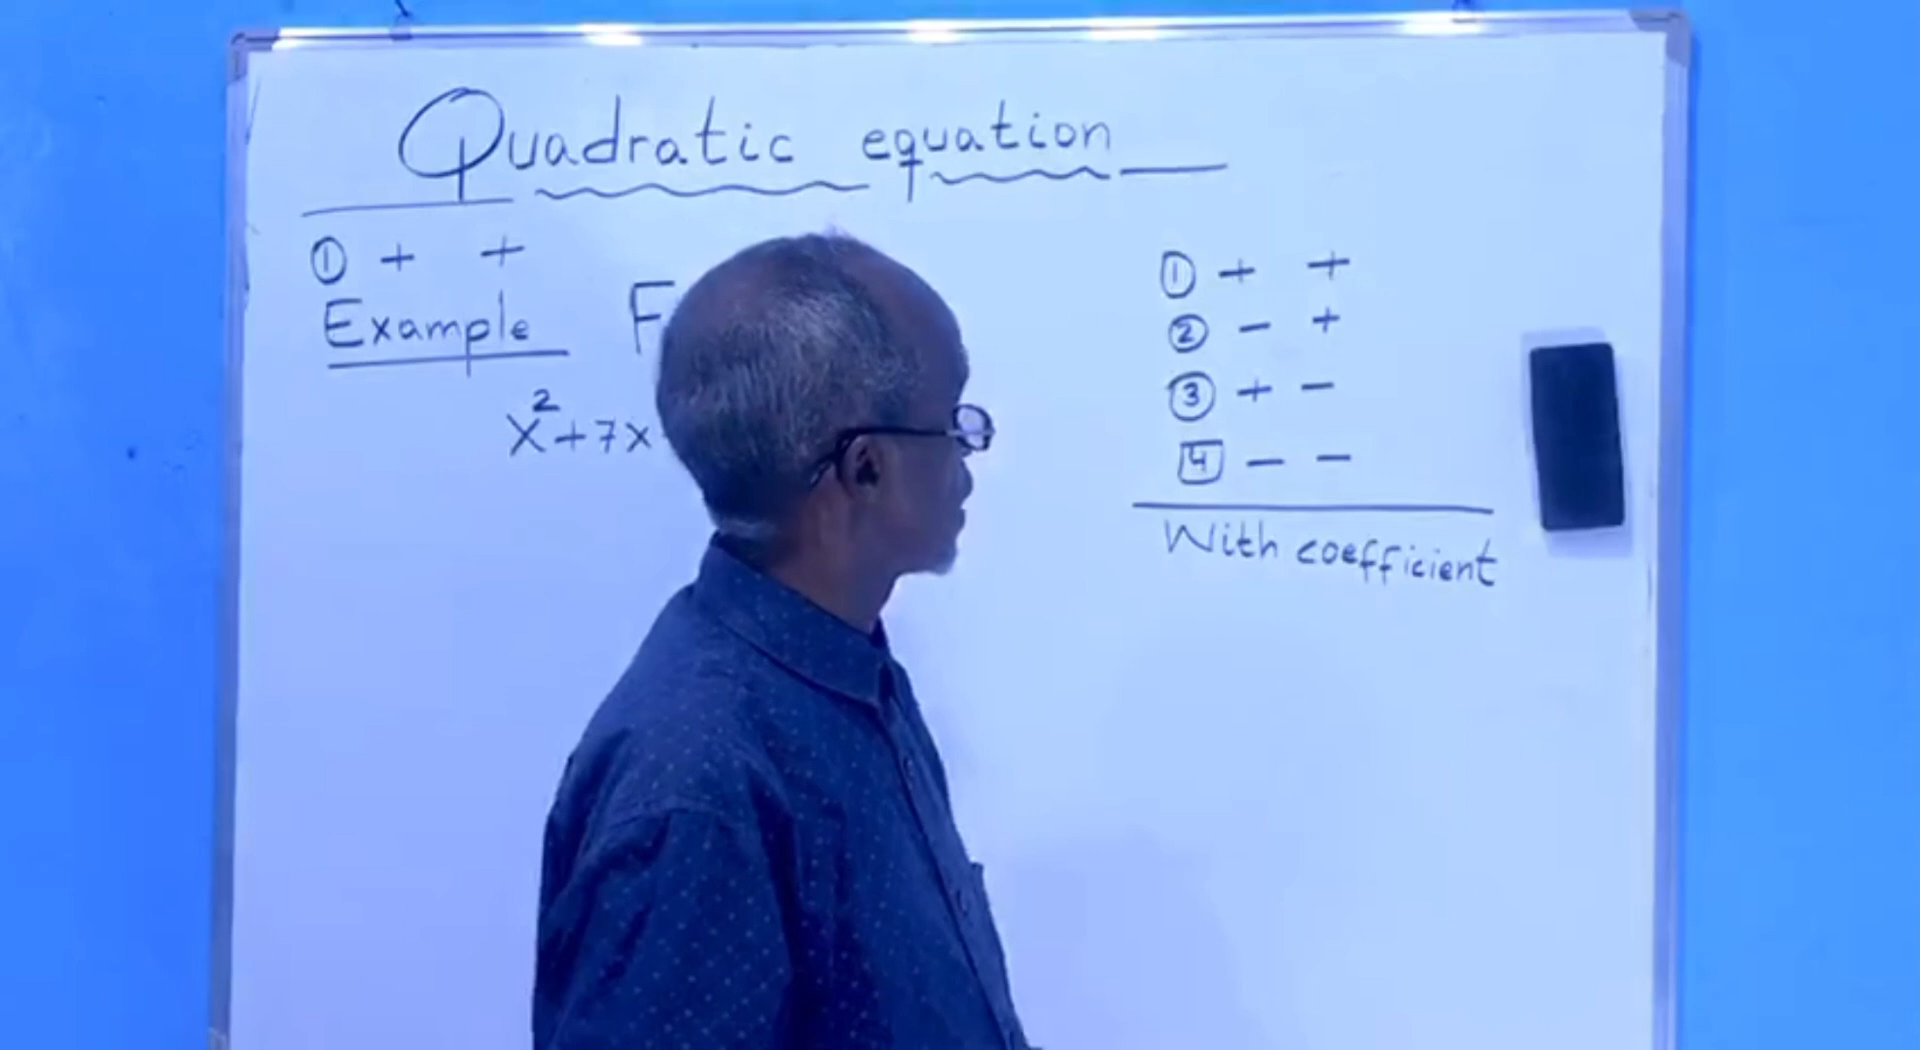 Quadratic equation
① + +
Example
x²+7x
① + +
② - +
③ + -
4 - -
With coefficient